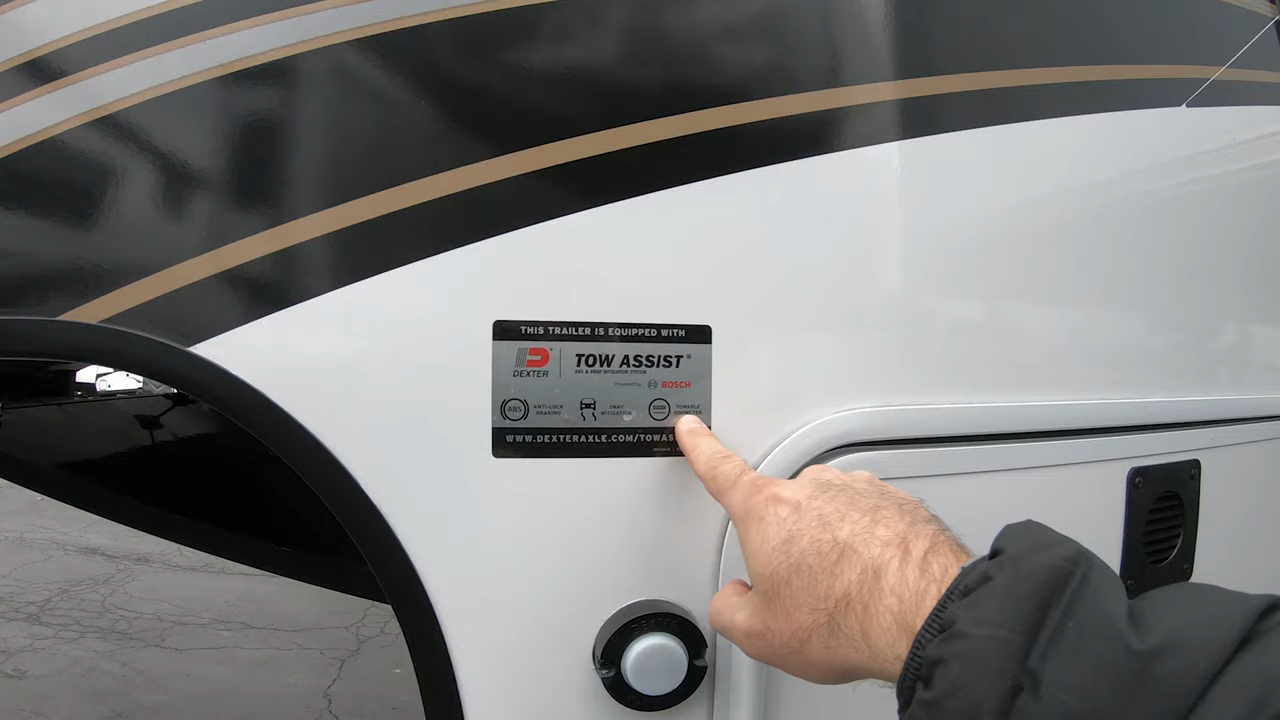 THIS TRAILER IS EQUIPPED WITH
DEXTER
TOW ASSIST®
ABS & SWAY MITIGATION SYSTEM
Powered by BOSCH
ABS
ANTI-LOCK
BRAKING
SWAY
MITIGATION
TOWABLE
ODOMETER
WWW.DEXTERAXLE.COM/TOWAS